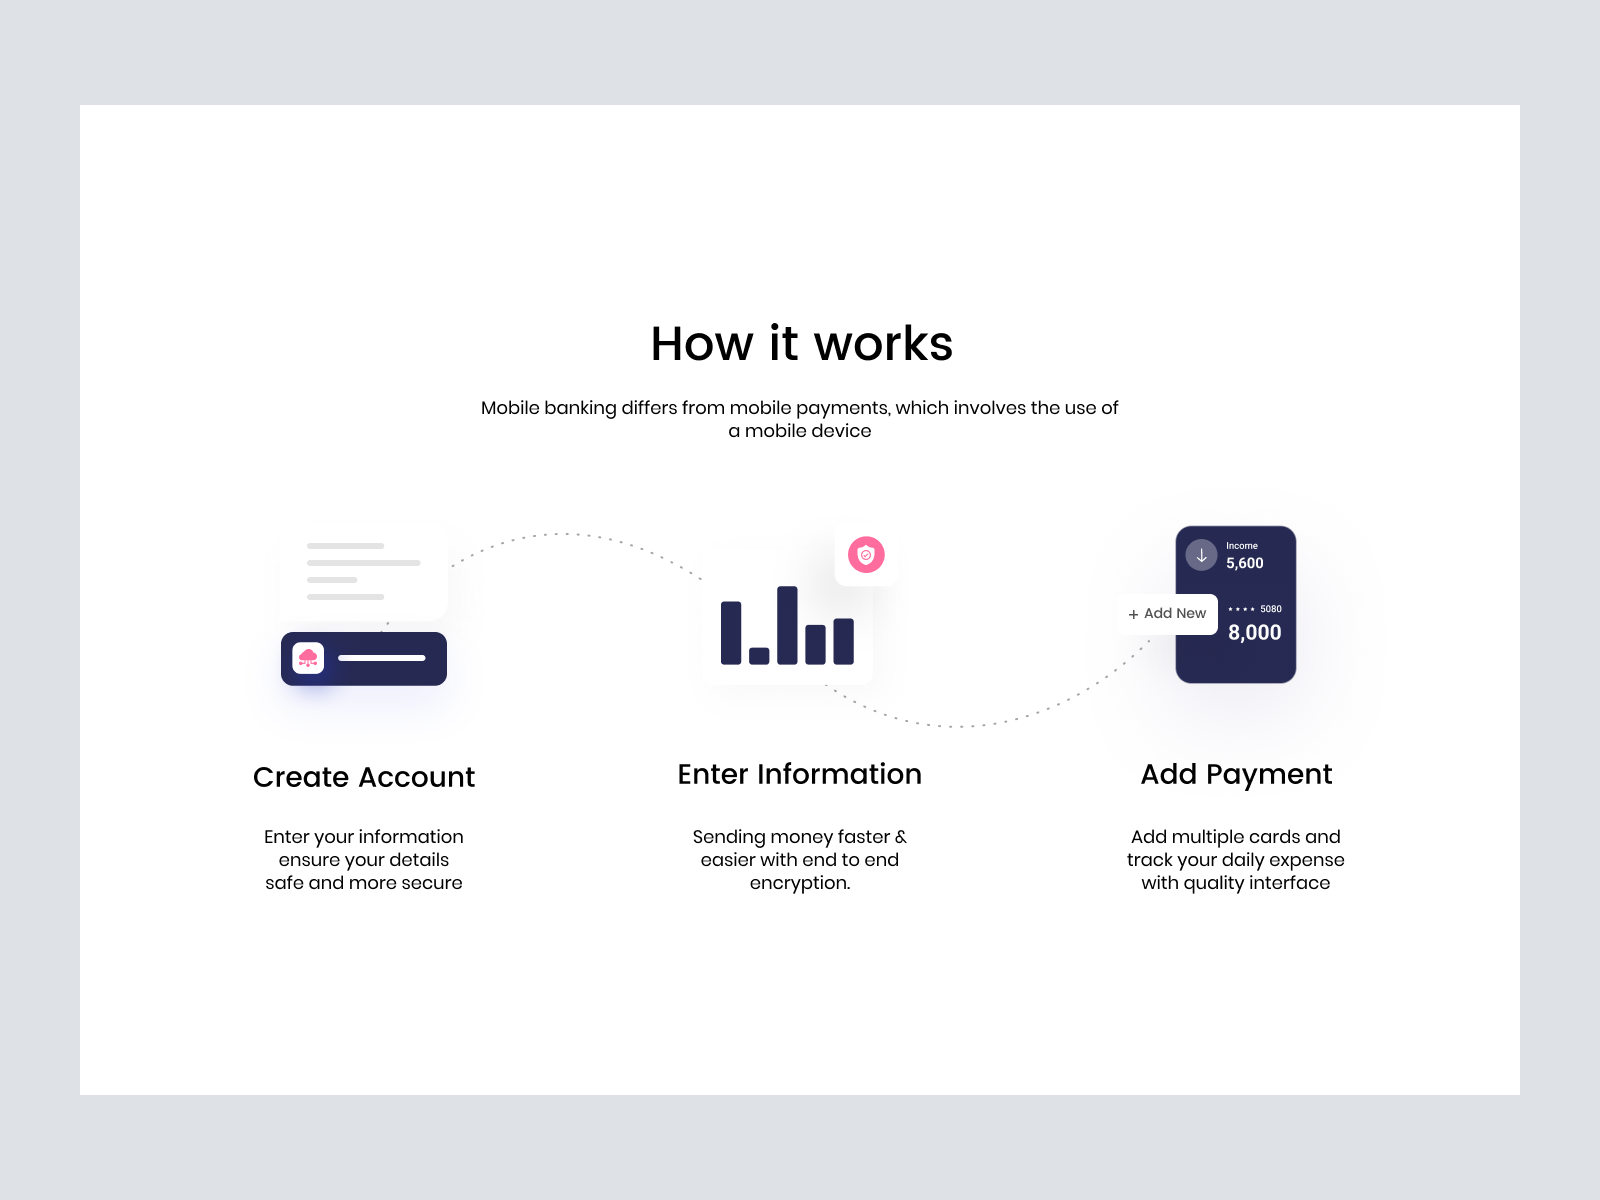 How it works
Mobile banking differs from mobile payments, which involves the use of
a mobile device
Income
5,600
+ Add New
**** 5080
8,000
Create Account
Enter your information
ensure your details
safe and more secure
Enter Information
Sending money faster &
easier with end to end
encryption.
Add Payment
Add multiple cards and
track your daily expense
with quality interface